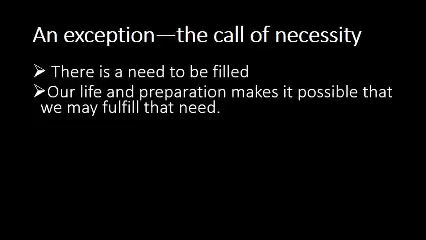 An exception—the call of necessity
➢ There is a need to be filled
➢Our life and preparation makes it possible that
we may fulfill that need.